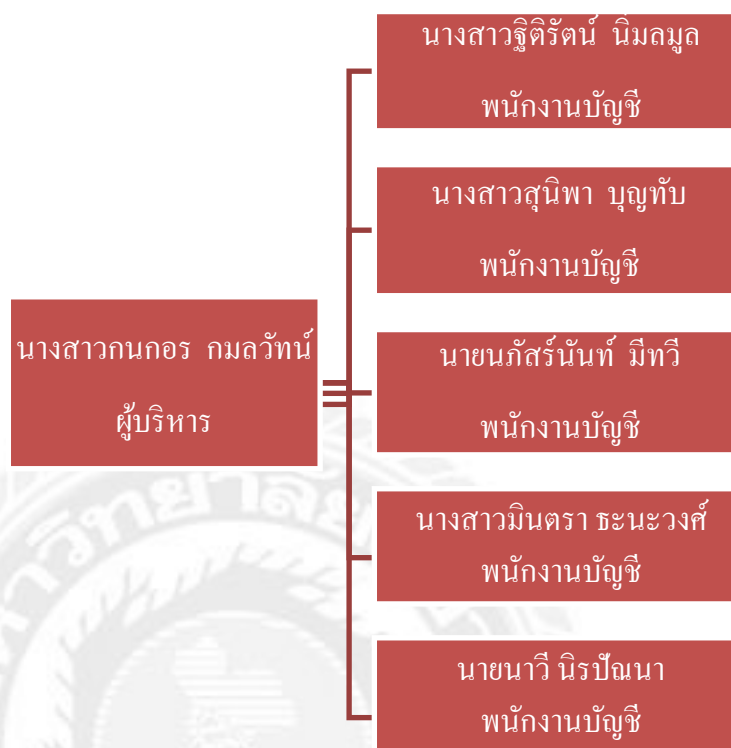 นางสาวกนกอร กมลวัทน์
ผู้บริหาร
นางสาวฐิติรัตน์ นิ่มลมูล
พนักงานบัญชี
นางสาวสุนิพา บุญทับ
พนักงานบัญชี
นายนภัสร์นันท์ มีทวี
พนักงานบัญชี
นางสาวมินตรา ธะนะวงศ์
พนักงานบัญชี
นายนาวี นิรปัฒนา
พนักงานบัญชี